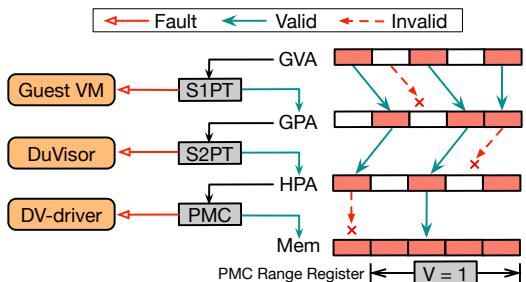 Fault Valid Invalid
GVA
Guest VM S1PT
GPA
DuVisor S2PT
HPA
DV-driver PMC
Mem
PMC Range Register V = 1